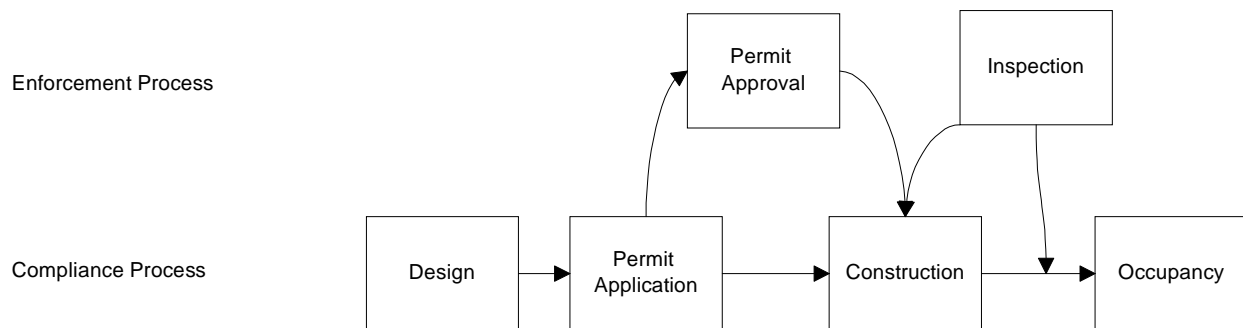 Enforcement Process
Permit
Approval
Inspection
Compliance Process
Design
Permit
Application
Construction
Occupancy